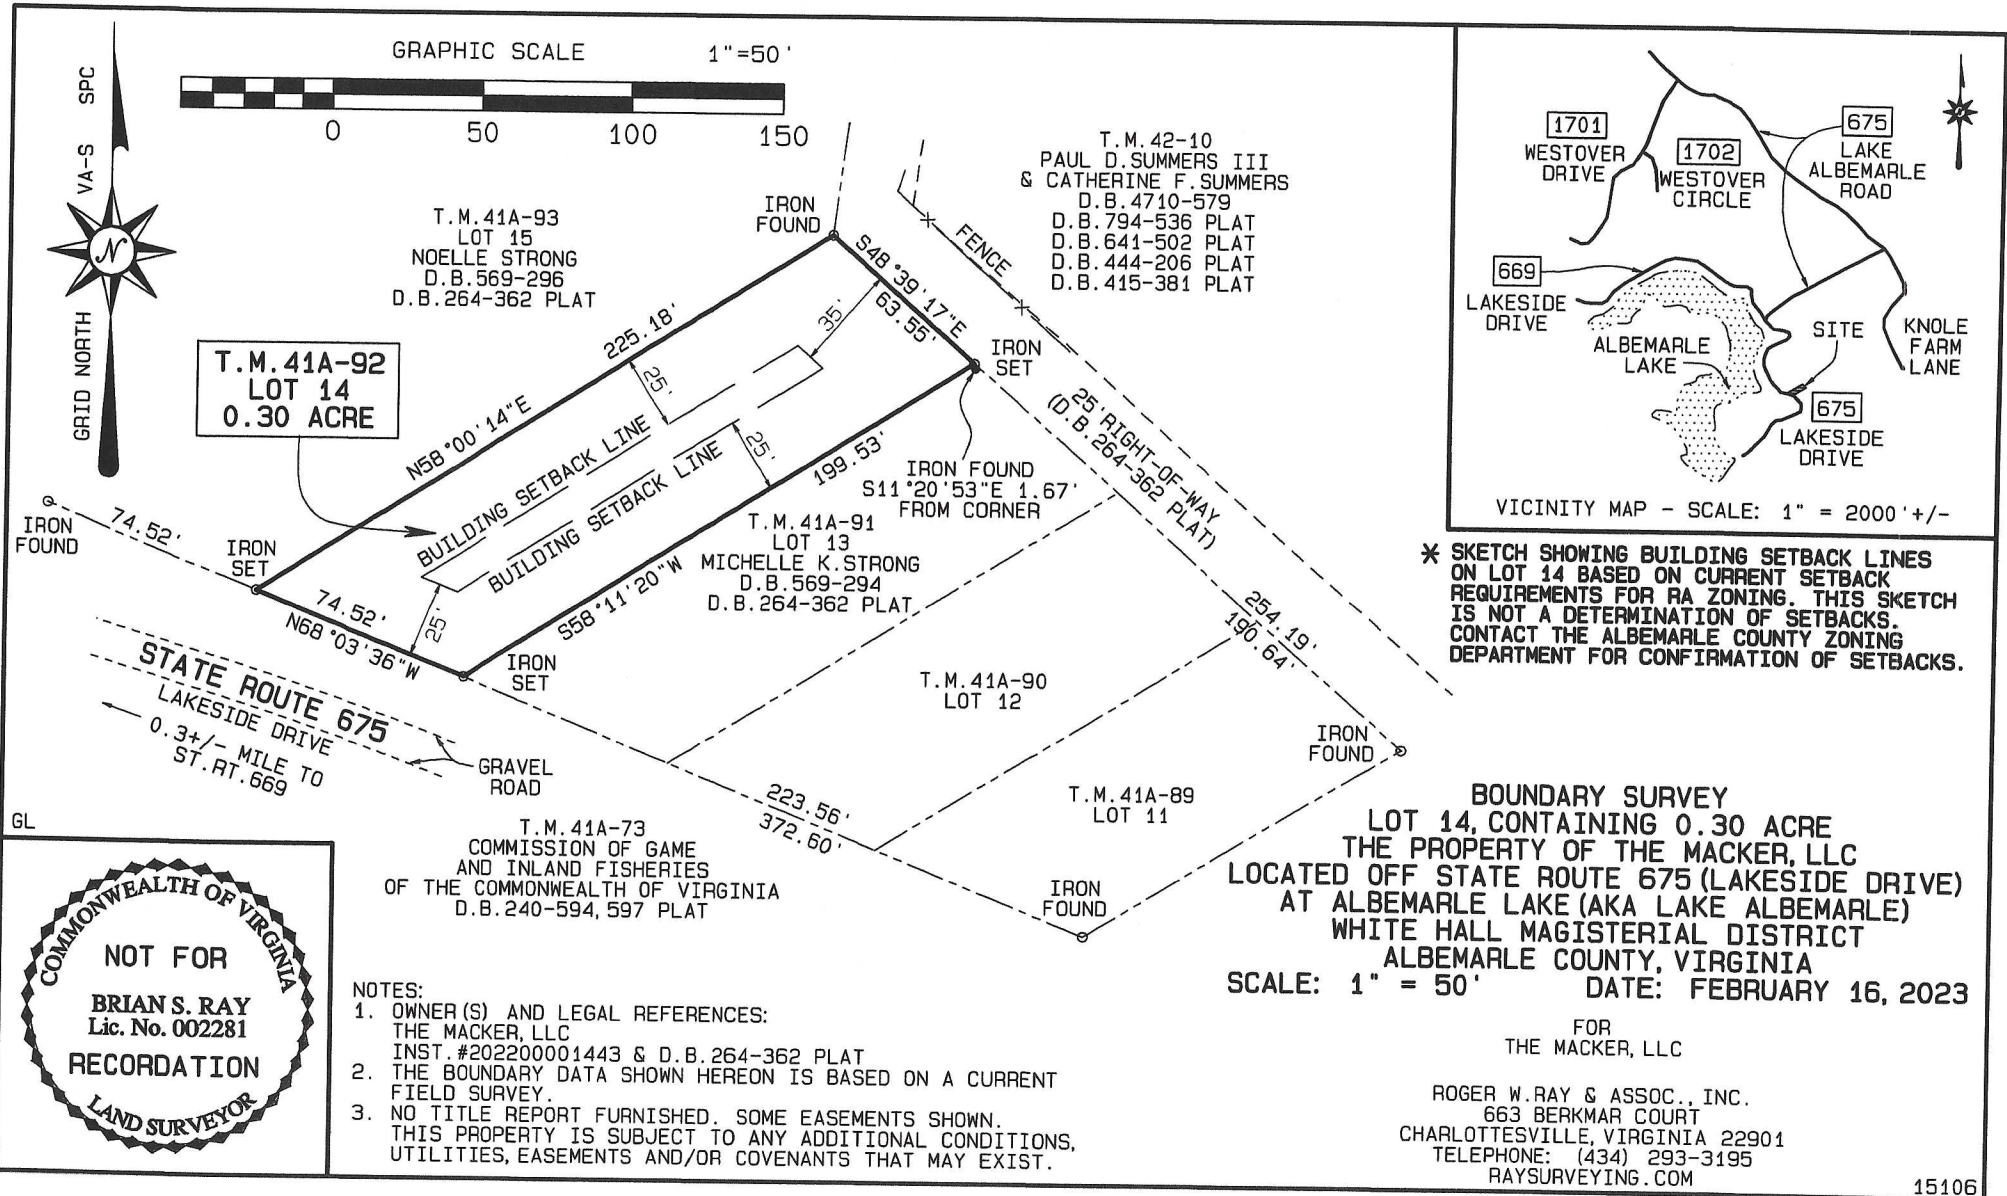 GRAPHIC SCALE 1"=50'
0 50 100 150
GRID NORTH VA-S SPC
N
T.M.41A-93
LOT 15
NOELLE STRONG
D.B.569-296
D.B.264-362 PLAT
IRON
FOUND
T.M.42-10
PAUL D.SUMMERS III
& CATHERINE F.SUMMERS
D.B.4710-579
D.B.794-536 PLAT
D.B.641-502 PLAT
D.B.444-206 PLAT
D.B.415-381 PLAT
FENCE
S48°39'17"E
63.55'
35'
225.18'
N58°00'14"E
25'
T.M.41A-92
LOT 14
0.30 ACRE
BUILDING SETBACK LINE
BUILDING SETBACK LINE
25'
25'
IRON
SET
199.53'
S58°11'20"W
IRON FOUND
S11°20'53"E 1.67'
FROM CORNER
25'RIGHT-OF-WAY
(D.B.264-362 PLAT)
IRON
FOUND
74.52'
IRON
SET
74.52'
N68°03'36"W
IRON
SET
T.M.41A-91
LOT 13
MICHELLE K.STRONG
D.B.569-294
D.B.264-362 PLAT
254.19'
190.64'
T.M.41A-90
LOT 12
IRON
FOUND
T.M.41A-89
LOT 11
223.56'
372.60'
IRON
FOUND
STATE ROUTE 675
LAKESIDE DRIVE
0.3+/- MILE TO
ST.RT.669
GRAVEL
ROAD
T.M.41A-73
COMMISSION OF GAME
AND INLAND FISHERIES
OF THE COMMONWEALTH OF VIRGINIA
D.B.240-594,597 PLAT
GL
1701
WESTOVER
DRIVE
1702
WESTOVER
CIRCLE
675
LAKE
ALBEMARLE
ROAD
N
669
LAKESIDE
DRIVE
ALBEMARLE
LAKE
SITE
KNOLE
FARM
LANE
675
LAKESIDE
DRIVE
VICINITY MAP - SCALE: 1" = 2000'+/-
* SKETCH SHOWING BUILDING SETBACK LINES
ON LOT 14 BASED ON CURRENT SETBACK
REQUIREMENTS FOR RA ZONING. THIS SKETCH
IS NOT A DETERMINATION OF SETBACKS.
CONTACT THE ALBEMARLE COUNTY ZONING
DEPARTMENT FOR CONFIRMATION OF SETBACKS.
COMMONWEALTH OF VIRGINIA
NOT FOR
BRIAN S. RAY
Lic. No. 002281
RECORDATION
LAND SURVEYOR
NOTES:
1. OWNER(S) AND LEGAL REFERENCES:
THE MACKER, LLC
INST.#202200001443 & D.B.264-362 PLAT
2. THE BOUNDARY DATA SHOWN HEREON IS BASED ON A CURRENT
FIELD SURVEY.
3. NO TITLE REPORT FURNISHED. SOME EASEMENTS SHOWN.
THIS PROPERTY IS SUBJECT TO ANY ADDITIONAL CONDITIONS,
UTILITIES, EASEMENTS AND/OR COVENANTS THAT MAY EXIST.
BOUNDARY SURVEY
LOT 14, CONTAINING 0.30 ACRE
THE PROPERTY OF THE MACKER, LLC
LOCATED OFF STATE ROUTE 675 (LAKESIDE DRIVE)
AT ALBEMARLE LAKE (AKA LAKE ALBEMARLE)
WHITE HALL MAGISTERIAL DISTRICT
ALBEMARLE COUNTY, VIRGINIA
SCALE: 1" = 50' DATE: FEBRUARY 16, 2023
FOR
THE MACKER, LLC
ROGER W.RAY & ASSOC., INC.
663 BERKMAR COURT
CHARLOTTESVILLE, VIRGINIA 22901
TELEPHONE: (434) 293-3195
RAYSURVEYING.COM
15106